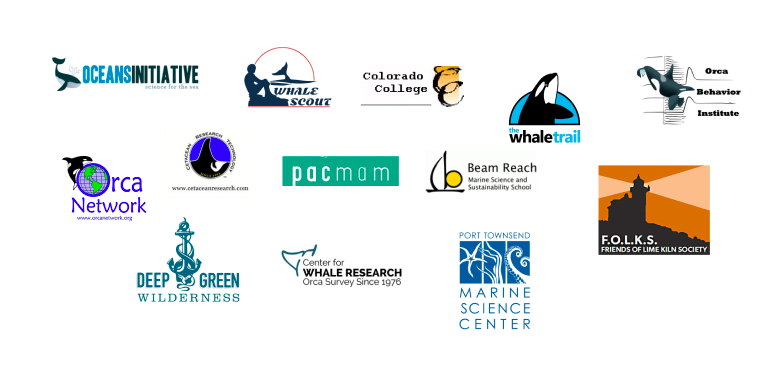 OCEANSINITIATIVE
science for the sea
WHALE
SCOUT
Colorado
College
the
whaletrail
Orca
Behavior
Institute
Orca
Network
www.orcanetwork.org
CETACEAN RESEARCH TECHNOLOGY
www.cetaceanresearch.com
pacmam
Beam Reach
Marine Science and
Sustainability School
F.O.L.K.S.
FRIENDS OF LIME KILN SOCIETY
DEEP GREEN
WILDERNESS
Center for
WHALE RESEARCH
Orca Survey Since 1976
PORT TOWNSEND
MARINE
SCIENCE
CENTER